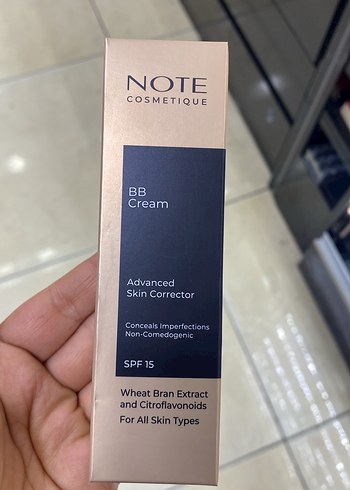 NOTE
COSMETIQUE
BB
Cream
Advanced
Skin Corrector
Conceals Imperfections
Non-Comedogenic
SPF 15
Wheat Bran Extract
and Citroflavonoids
For All Skin Types